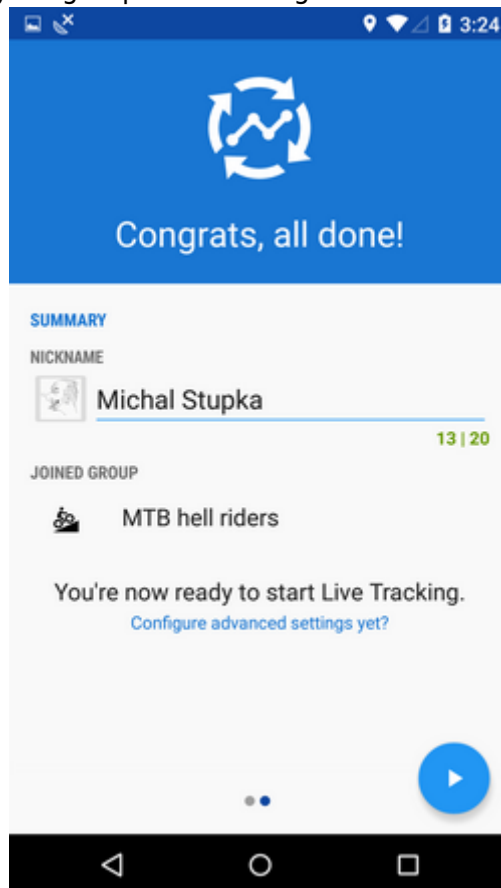 3:24
Congrats, all done!
SUMMARY
NICKNAME
Michal Stupka
13 | 20
JOINED GROUP
MTB hell riders
You're now ready to start Live Tracking.
Configure advanced settings yet?